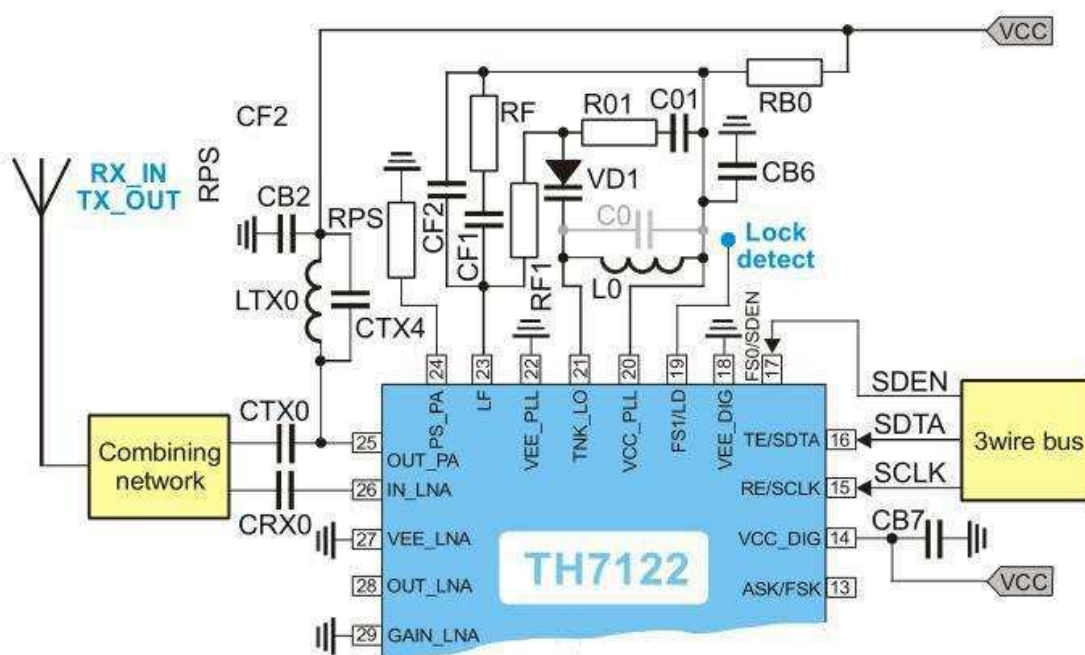 VCC
RB0
CF2
RF
R01
C01
RX_IN
TX_OUT
RPS
CB2
RPS
CF2
CF1
RF1
VD1
C0
L0
CB6
Lock
detect
LTX0
CTX4
24
23
22
21
20
19
18
17
FS0/SDEN
PS_PA
LF
VEE_PLL
TNK_LO
VCC_PLL
FS1/LD
VEE_DIG
SDEN
SDTA
SCLK
3wire bus
Combining
network
CTX0
CRX0
25
OUT_PA
26
IN_LNA
27
VEE_LNA
28
OUT_LNA
29
GAIN_LNA
TE/SDTA
16
RE/SCLK
15
VCC_DIG
14
ASK/FSK
13
CB7
VCC
TH7122